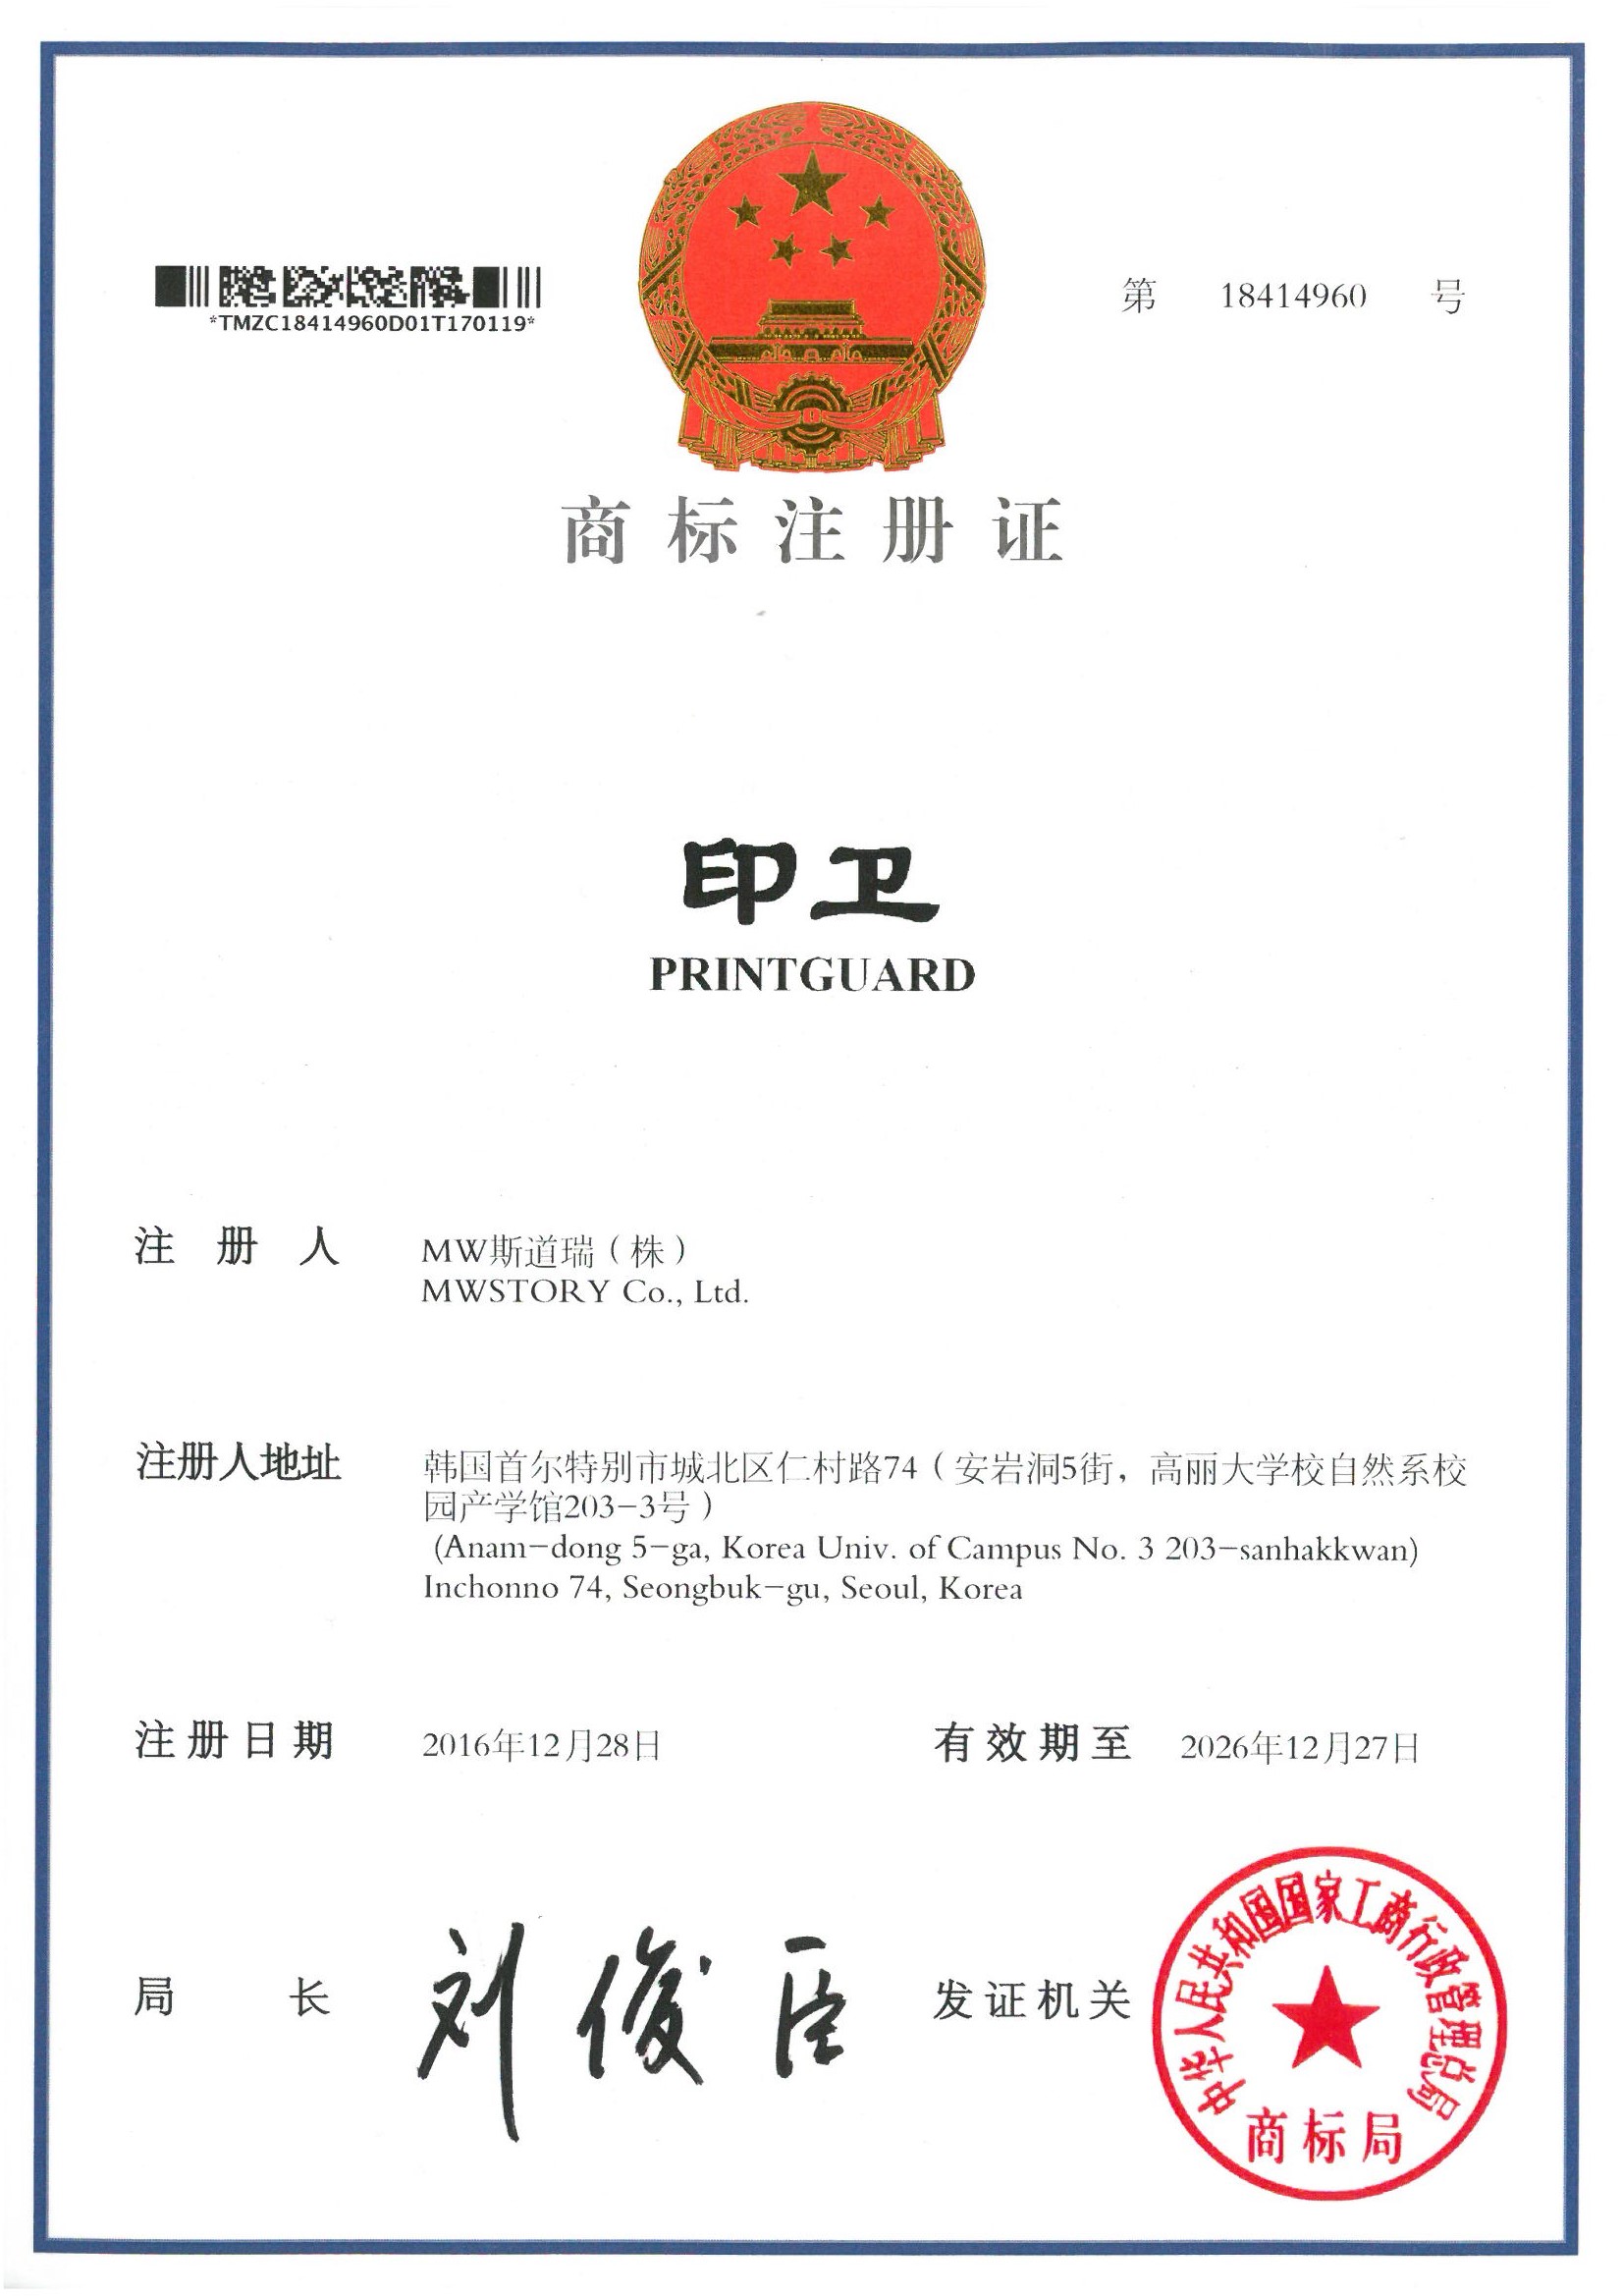 *TMZC18414960D01T170119*
第 18414960 号
商标注册证
印卫
PRINTGUARD
注册人 MW斯道瑞（株）
MWSTORY Co., Ltd.
注册人地址 韩国首尔特别市城北区仁村路74（安岩洞5街，高丽大学校自然系校
园产学馆203-3号）
(Anam-dong 5-ga, Korea Univ. of Campus No. 3 203-sanhakkwan)
Inchonno 74, Seongbuk-gu, Seoul, Korea
注册日期 2016年12月28日 有效期至 2026年12月27日
局长 刘俊臣 发证机关
中华人民共和国国家工商行政管理总局
商标局